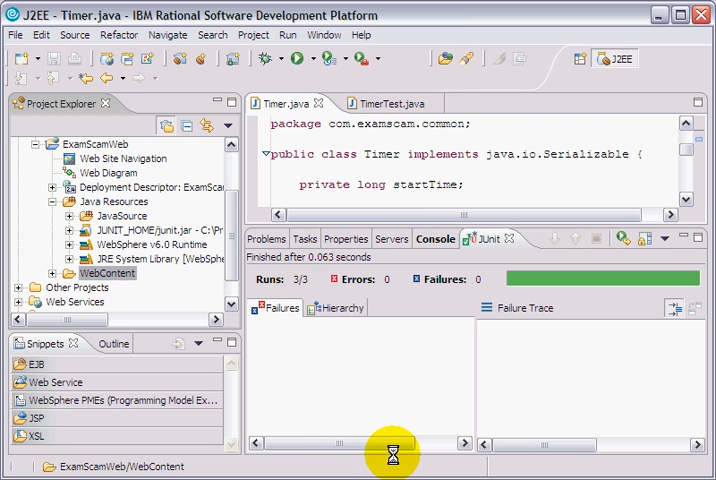 J2EE - Timer.java - IBM Rational Software Development Platform
File Edit Source Refactor Navigate Search Project Run Window Help
J2EE
Project Explorer
ExamScamWeb
Web Site Navigation
Web Diagram
Deployment Descriptor: ExamScar
Java Resources
JavaSource
JUNIT_HOME/junit.jar - C:\Pr
WebSphere v6.0 Runtime
JRE System Library [WebSphe
WebContent
Other Projects
Web Services
Timer.java TimerTest.java
package com.examscam.common;
public class Timer implements java.io.Serializable {
private long startTime;
Problems Tasks Properties Servers Console JUnit
Finished after 0.063 seconds
Runs: 3/3 Errors: 0 Failures: 0
Failures Hierarchy Failure Trace
Snippets Outline
EJB
Web Service
WebSphere PMEs (Programming Model Ex...
JSP
XSL
ExamScamWeb/WebContent